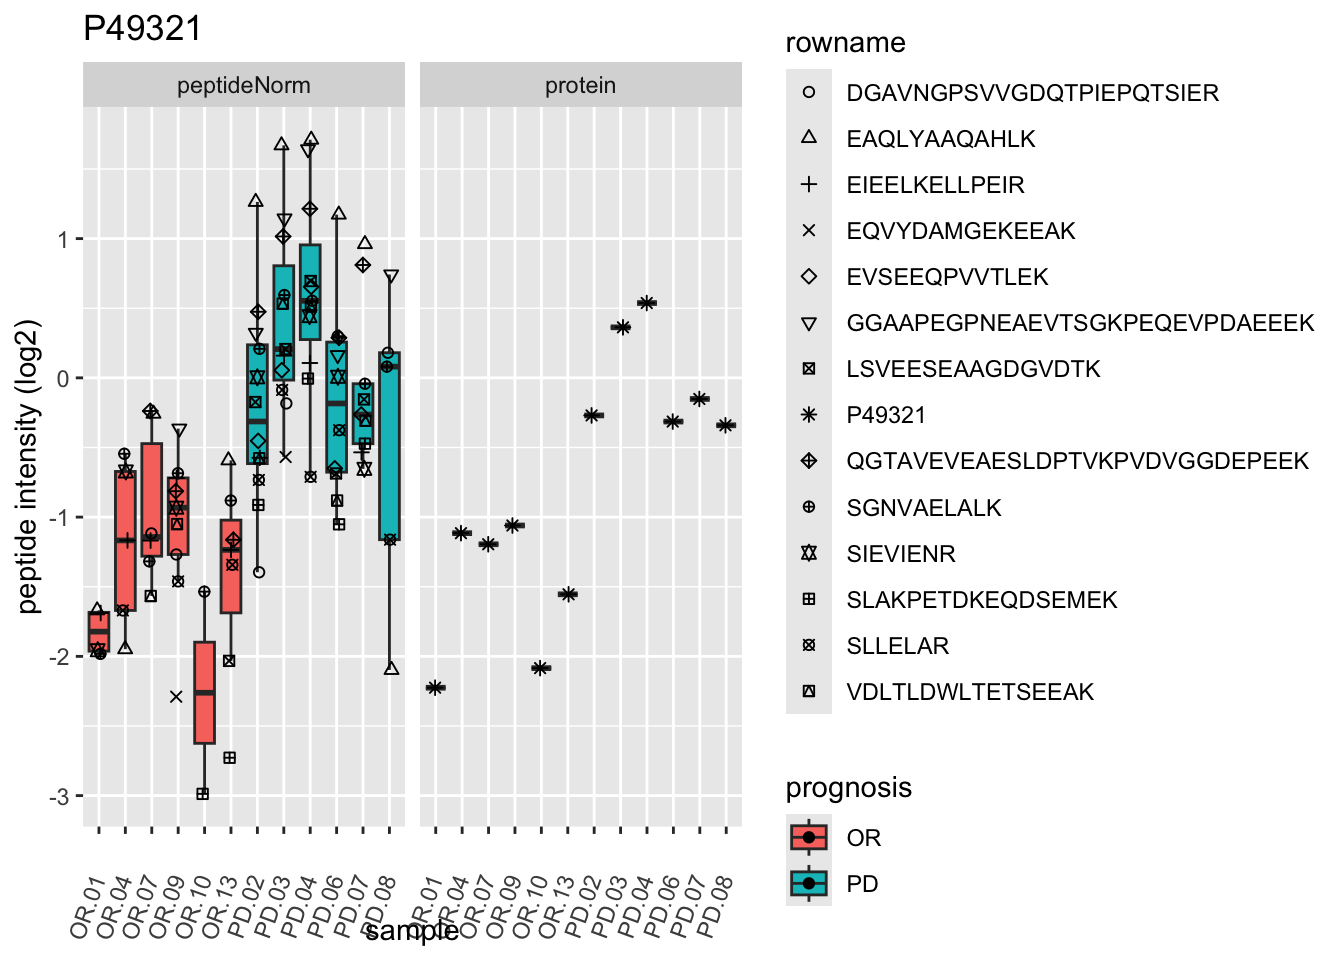 P49321
peptideNorm
protein
peptide intensity (log2)
1
0
-1
-2
-3
OR.01
OR.04
OR.07
OR.09
OR.10
OR.13
PD.02
PD.03
PD.04
PD.06
PD.07
PD.08
OR.01
OR.04
OR.07
OR.09
OR.10
OR.13
PD.02
PD.03
PD.04
PD.06
PD.07
PD.08
sample
rowname
DGAVNGPSVVGDQTPIEPQTSIER
EAQLYAAQAHLK
EIEELKELLPEIR
EQVYDAMGEKEEAK
EVSEEQPVVTLEK
GGAAPEGPNEAEVTSGKPEQEVPDAEEEK
LSVEESEAAGDGVDTK
P49321
QGTAVEVEAESLDPTVKPVDVGGDEPEEK
SGNVAELALK
SIEVIENR
SLAKPETDKEQDSEMEK
SLLELAR
VDLTLDWLTETSEEAK
prognosis
OR
PD